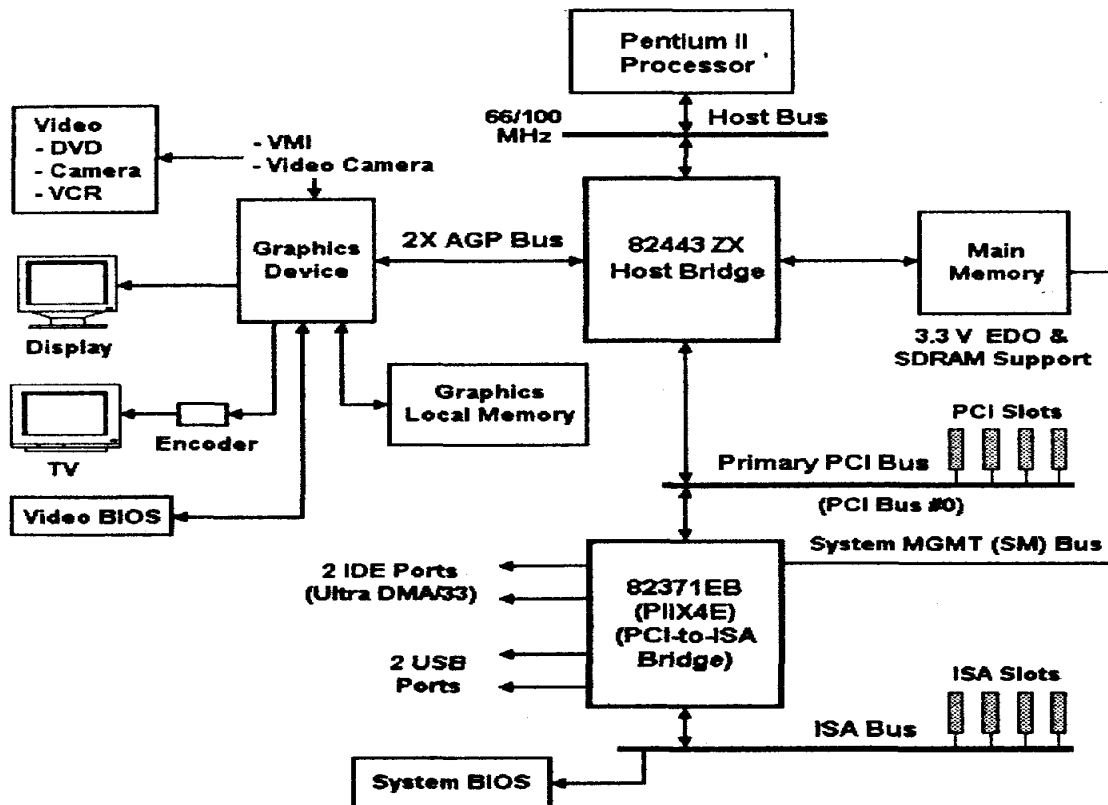 Pentium II
Processor
66/100
MHz
Host Bus
Video
- DVD
- Camera
- VCR
- VMI
- Video Camera
Graphics
Device
2X AGP Bus
82443 ZX
Host Bridge
Main
Memory
3.3 V EDO &
SDRAM Support
Display
Graphics
Local Memory
Encoder
TV
PCI Slots
Primary PCI Bus
(PCI Bus #0)
Video BIOS
System MGMT (SM) Bus
2 IDE Ports
(Ultra DMA/33)
82371EB
(PIIX4E)
(PCI-to-ISA
Bridge)
2 USB
Ports
ISA Slots
ISA Bus
System BIOS